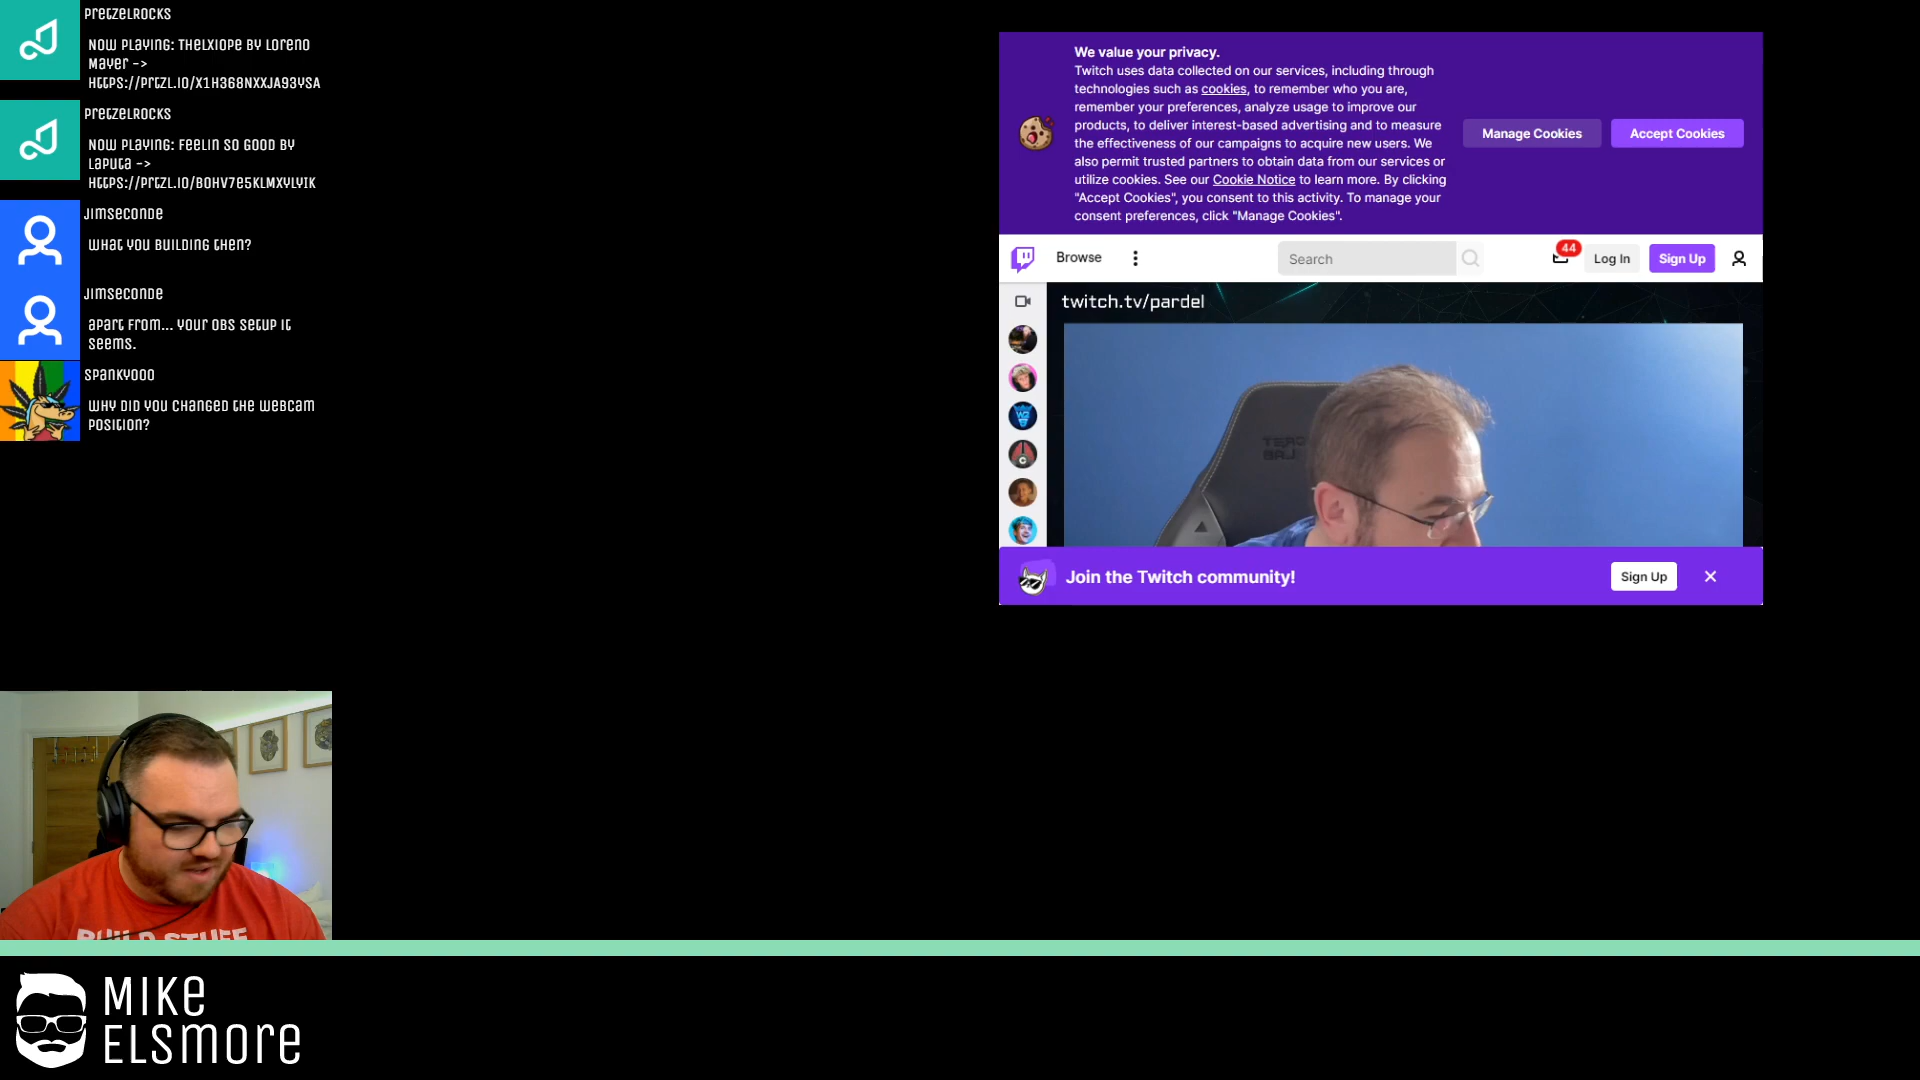 PretzelRocks
Now Playing: Thelxiope by Loreno
Mayer ->
https://prtzl.io/X1H368NXXJA93YSA
PretzelRocks
Now Playing: Feelin So Good by
Laputa ->
https://prtzl.io/BOHV7e5KLMXYLYIK
JimSeconde
What you building then?
JimSeconde
apart from... your OBS setup it
seems.
Spankyooo
Why did you changed the webcam
position?
We value your privacy.
Twitch uses data collected on our services, including through
technologies such as cookies, to remember who you are,
remember your preferences, analyze usage to improve our
products, to deliver interest-based advertising and to measure
the effectiveness of our campaigns to acquire new users. We
also permit trusted partners to obtain data from our services or
utilize cookies. See our Cookie Notice to learn more. By clicking
"Accept Cookies", you consent to this activity. To manage your
consent preferences, click "Manage Cookies".
Manage Cookies
Accept Cookies
Browse
Search
44
Log In
Sign Up
twitch.tv/pardel
Join the Twitch community!
Sign Up
BUILD STUFF
MIKE
ELSMORE